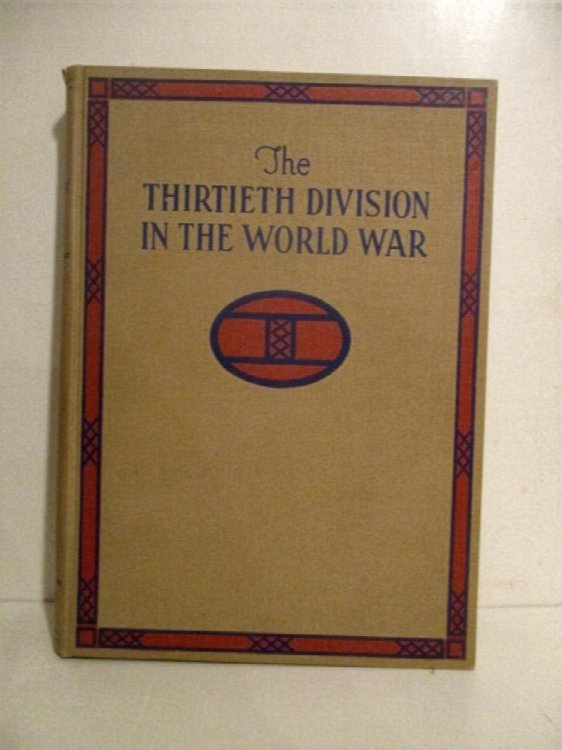 The
THIRTIETH DIVISION
IN THE WORLD WAR